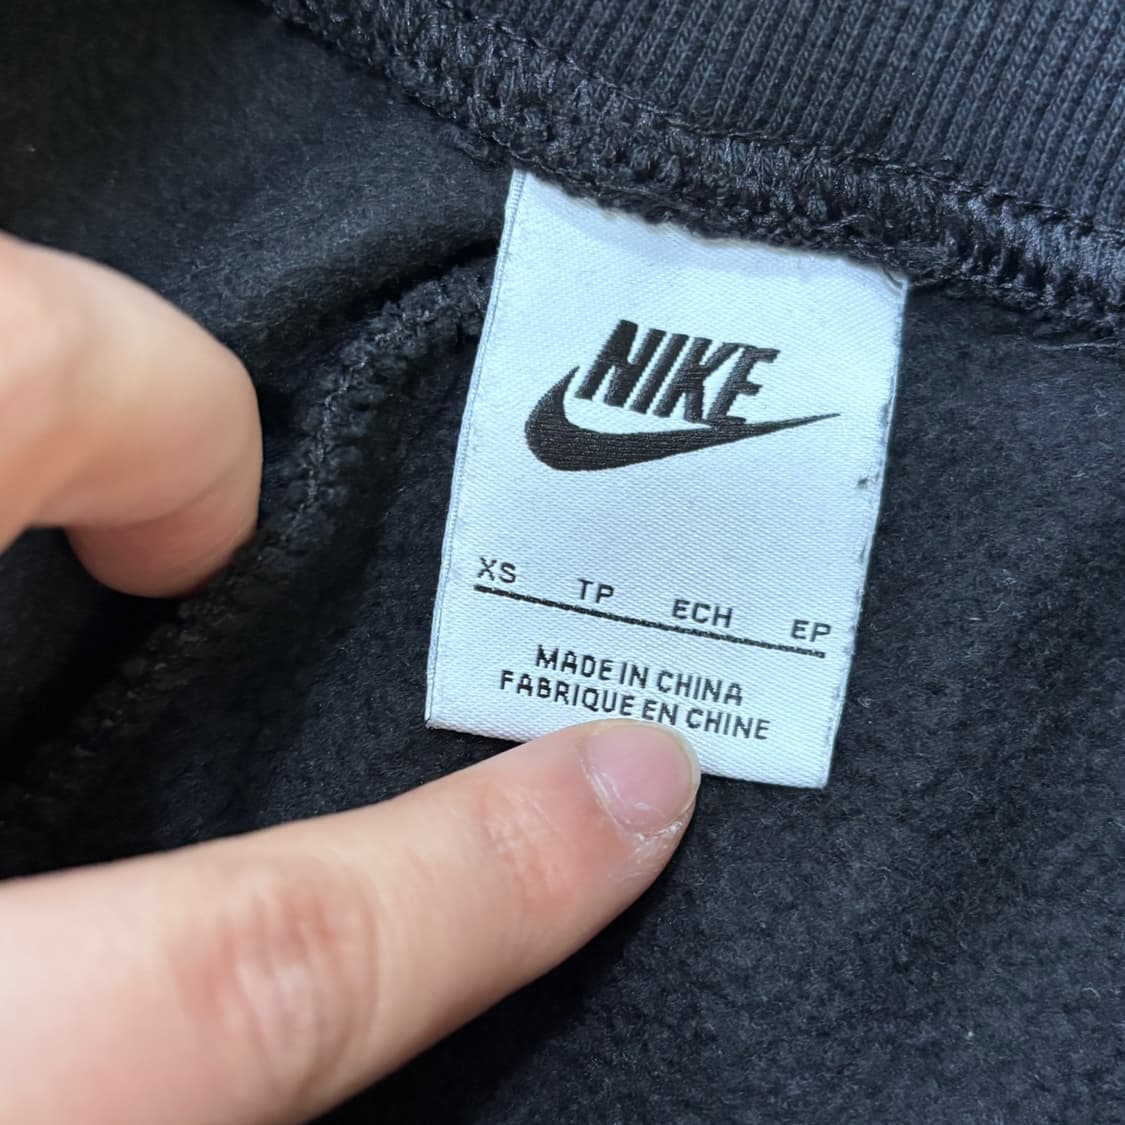 NIKE
XS TP ECH EP
MADE IN CHINA
FABRIQUE EN CHINE